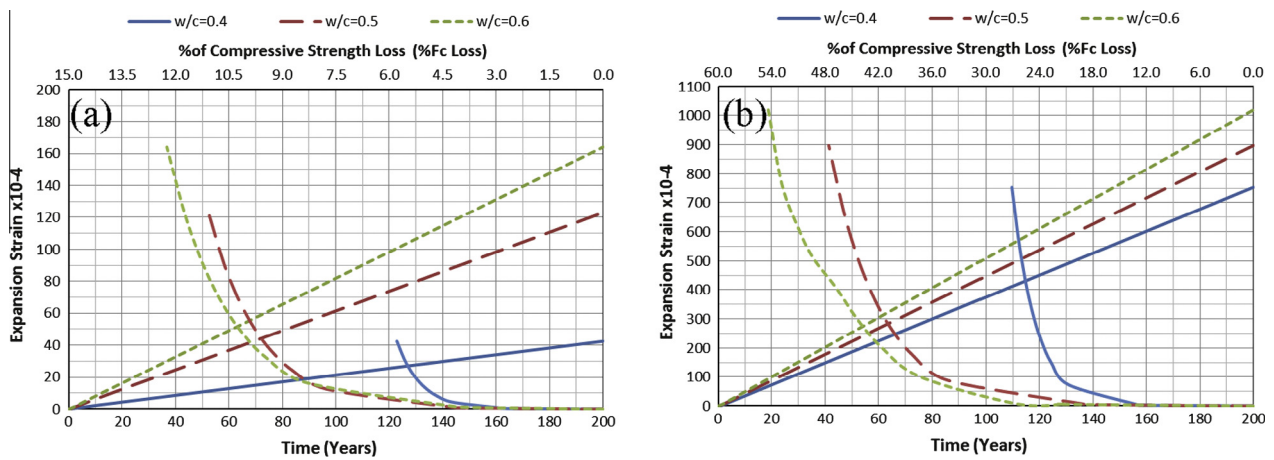 w/c=0.4 w/c=0.5 w/c=0.6
%of Compressive Strength Loss (%Fc Loss)
15.0 13.5 12.0 10.5 9.0 7.5 6.0 4.5 3.0 1.5 0.0
(a)
Expansion Strain x10-4
200
180
160
140
120
100
80
60
40
20
0
0 20 40 60 80 100 120 140 160 180 200
Time (Years)
w/c=0.4 w/c=0.5 w/c=0.6
%of Compressive Strength Loss (%Fc Loss)
60.0 54.0 48.0 42.0 36.0 30.0 24.0 18.0 12.0 6.0 0.0
(b)
Expansion Strain x10-4
1100
1000
900
800
700
600
500
400
300
200
100
0
0 20 40 60 80 100 120 140 160 180 200
Time (Years)